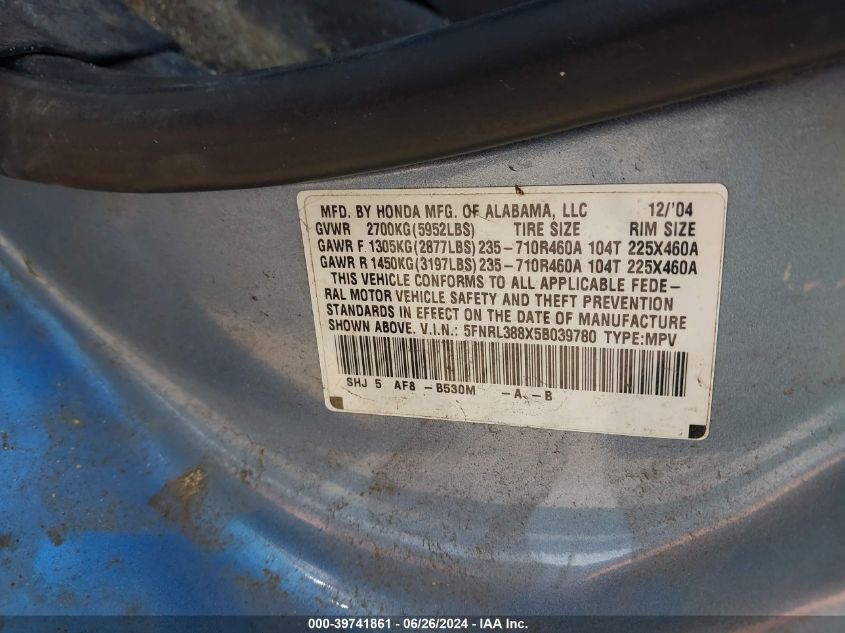 MFD. BY HONDA MFG. OF ALABAMA, LLC 12/'04
GVWR 2700KG(5952LBS) TIRE SIZE RIM SIZE
GAWR F 1305KG(2877LBS)235-710R460A 104T 225X460A
GAWR R 1450KG(3197LBS)235-710R460A 104T 225X460A
THIS VEHICLE CONFORMS TO ALL APPLICABLE FEDE-
RAL MOTOR VEHICLE SAFETY AND THEFT PREVENTION
STANDARDS IN EFFECT ON THE DATE OF MANUFACTURE
SHOWN ABOVE. V.I.N.: 5FNRL388X5B039780 TYPE:MPV
SHJ 5 AF8 -B530M -A -B
000-39741861 - 06/26/2024 - IAA Inc.